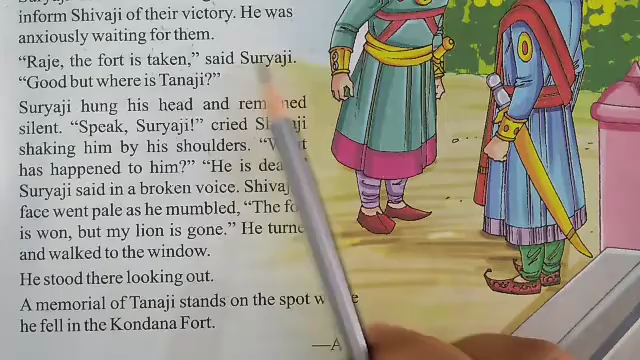 inform Shivaji of their victory. He was
anxiously waiting for them.
“Raje, the fort is taken,” said Suryaji.
“Good but where is Tanaji?”
Suryaji hung his head and
silent. “Speak, Suryaji!” cried
shaking him by his shoulders.
has happened to him?” “He is
Suryaji said in a broken voice.
face went pale as he mumbled, “The
is won, but my lion is gone.” He
and walked to the window.
He stood there looking out.
A memorial of Tanaji stands on the spot
he fell in the Kondana Fort.